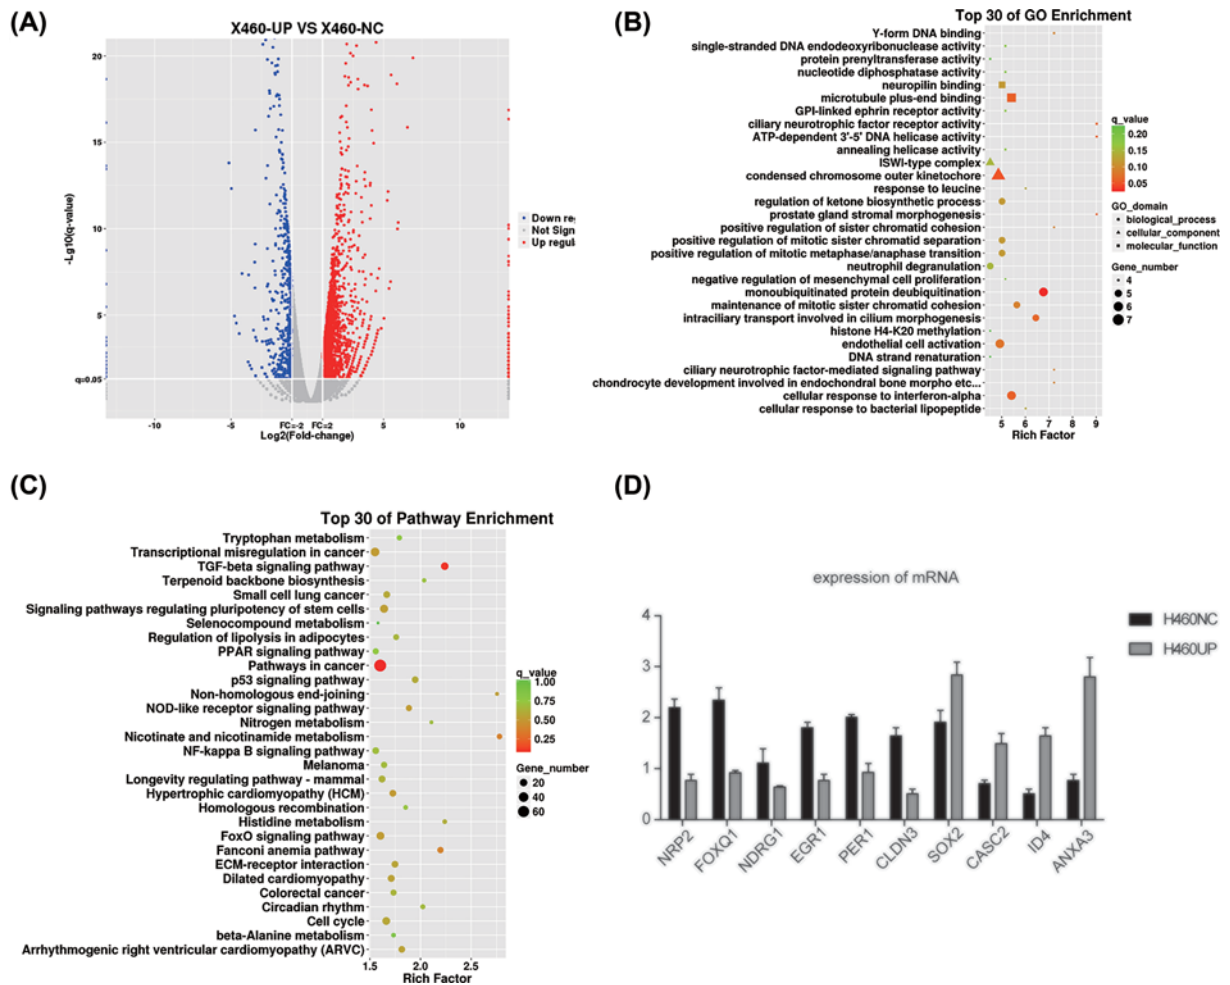 (A)
X460-UP VS X460-NC
20
15
10
5
q=0.05
-Lg10(q-value)
-10
-5
FC=-2
FC=2
5
10
Log2(Fold-change)
Down re
Not Sign
Up regula
(B)
Top 30 of GO Enrichment
Y-form DNA binding
single-stranded DNA endodeoxyribonuclease activity
protein prenyltransferase activity
nucleotide diphosphatase activity
neuropilin binding
microtubule plus-end binding
GPI-linked ephrin receptor activity
ciliary neurotrophic factor receptor activity
ATP-dependent 3'-5' DNA helicase activity
annealing helicase activity
ISWI-type complex
condensed chromosome outer kinetochore
response to leucine
regulation of ketone biosynthetic process
prostate gland stromal morphogenesis
positive regulation of sister chromatid cohesion
positive regulation of mitotic sister chromatid separation
positive regulation of mitotic metaphase/anaphase transition
neutrophil degranulation
negative regulation of mesenchymal cell proliferation
monoubiquitinated protein deubiquitination
maintenance of mitotic sister chromatid cohesion
intraciliary transport involved in cilium morphogenesis
histone H4-K20 methylation
endothelial cell activation
DNA strand renaturation
ciliary neurotrophic factor-mediated signaling pathway
chondrocyte development involved in endochondral bone morpho etc...
cellular response to interferon-alpha
cellular response to bacterial lipopeptide
5 6 7 8 9
Rich Factor
q_value
0.20
0.15
0.10
0.05
GO_domain
biological_process
cellular_component
molecular_function
Gene_number
4
5
6
7
(C)
Top 30 of Pathway Enrichment
Tryptophan metabolism
Transcriptional misregulation in cancer
TGF-beta signaling pathway
Terpenoid backbone biosynthesis
Small cell lung cancer
Signaling pathways regulating pluripotency of stem cells
Selenocompound metabolism
Regulation of lipolysis in adipocytes
PPAR signaling pathway
Pathways in cancer
p53 signaling pathway
Non-homologous end-joining
NOD-like receptor signaling pathway
Nitrogen metabolism
Nicotinate and nicotinamide metabolism
NF-kappa B signaling pathway
Melanoma
Longevity regulating pathway - mammal
Hypertrophic cardiomyopathy (HCM)
Homologous recombination
Histidine metabolism
FoxO signaling pathway
Fanconi anemia pathway
ECM-receptor interaction
Dilated cardiomyopathy
Colorectal cancer
Circadian rhythm
Cell cycle
beta-Alanine metabolism
Arrhythmogenic right ventricular cardiomyopathy (ARVC)
1.5 2.0 2.5
Rich Factor
q_value
1.00
0.75
0.50
0.25
Gene_number
20
40
60
(D)
expression of mRNA
4
3
2
1
0
NRP2
FOXQ1
NDRG1
EGR1
PER1
CLDN3
SOX2
CASC2
ID4
ANXA3
H460NC
H460UP